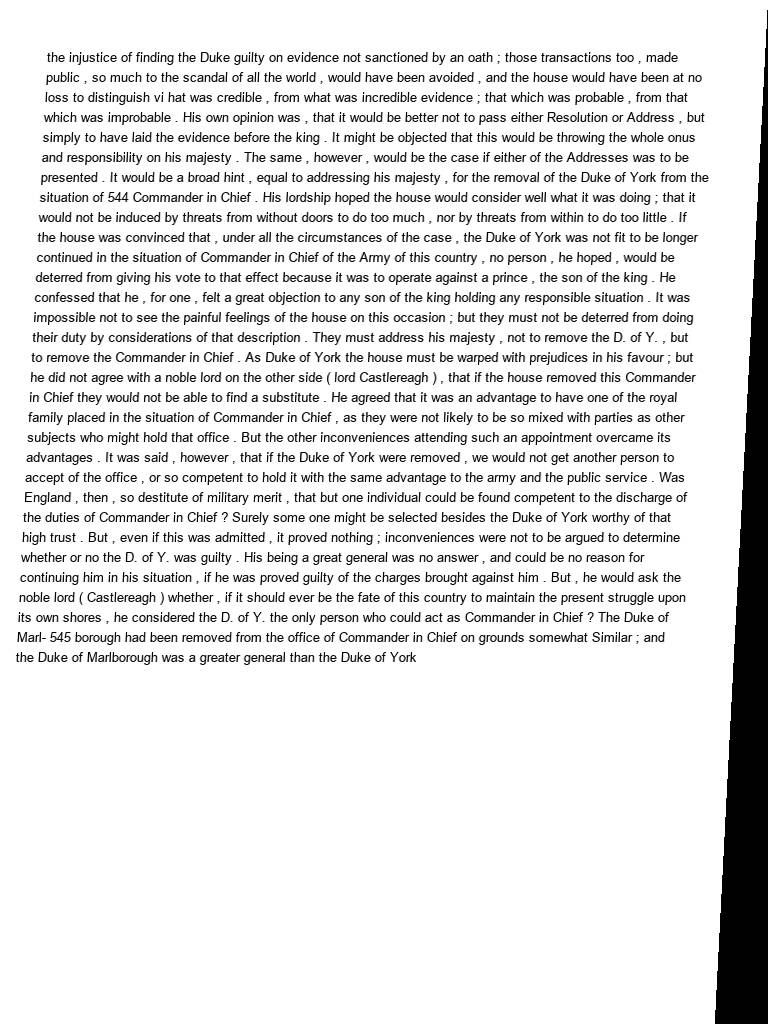 the injustice of finding the Duke guilty on evidence not sanctioned by an oath ; those transactions too , made
public , so much to the scandal of all the world , would have been avoided , and the house would have been at no
loss to distinguish vi hat was credible , from what was incredible evidence ; that which was probable , from that
which was improbable . His own opinion was , that it would be better not to pass either Resolution or Address , but
simply to have laid the evidence before the king . It might be objected that this would be throwing the whole onus
and responsibility on his majesty . The same , however , would be the case if either of the Addresses was to be
presented . It would be a broad hint , equal to addressing his majesty , for the removal of the Duke of York from the
situation of 544 Commander in Chief . His lordship hoped the house would consider well what it was doing ; that it
would not be induced by threats from without doors to do too much , nor by threats from within to do too little . If
the house was convinced that , under all the circumstances of the case , the Duke of York was not fit to be longer
continued in the situation of Commander in Chief of the Army of this country , no person , he hoped , would be
deterred from giving his vote to that effect because it was to operate against a prince , the son of the king . He
confessed that he , for one , felt a great objection to any son of the king holding any responsible situation . It was
impossible not to see the painful feelings of the house on this occasion ; but they must not be deterred from doing
their duty by considerations of that description . They must address his majesty , not to remove the D. of Y. , but
to remove the Commander in Chief . As Duke of York the house must be warped with prejudices in his favour ; but
he did not agree with a noble lord on the other side ( lord Castlereagh ) , that if the house removed this Commander
in Chief they would not be able to find a substitute . He agreed that it was an advantage to have one of the royal
family placed in the situation of Commander in Chief , as they were not likely to be so mixed with parties as other
subjects who might hold that office . But the other inconveniences attending such an appointment overcame its
advantages . It was said , however , that if the Duke of York were removed , we would not get another person to
accept of the office , or so competent to hold it with the same advantage to the army and the public service . Was
England , then , so destitute of military merit , that but one individual could be found competent to the discharge of
the duties of Commander in Chief ? Surely some one might be selected besides the Duke of York worthy of that
high trust . But , even if this was admitted , it proved nothing ; inconveniences were not to be argued to determine
whether or no the D. of Y. was guilty . His being a great general was no answer , and could be no reason for
continuing him in his situation , if he was proved guilty of the charges brought against him . But , he would ask the
noble lord ( Castlereagh ) whether , if it should ever be the fate of this country to maintain the present struggle upon
its own shores , he considered the D. of Y. the only person who could act as Commander in Chief ? The Duke of
Marl- 545 borough had been removed from the office of Commander in Chief on grounds somewhat Similar ; and
the Duke of Marlborough was a greater general than the Duke of York